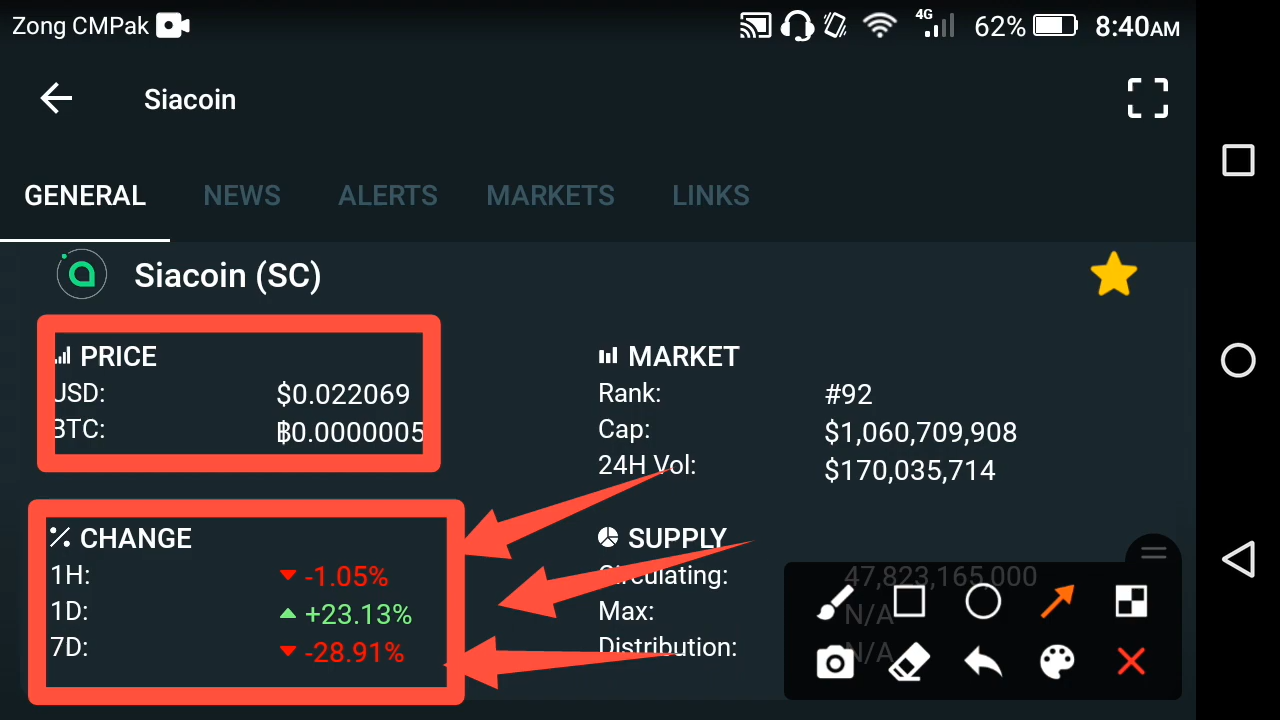 Zong CMPak 4G 62% 8:40AM
Siacoin
GENERAL NEWS ALERTS MARKETS LINKS
Siacoin (SC)
PRICE
USD: $0.022069
BTC: ฿0.0000005
MARKET
Rank: #92
Cap: $1,060,709,908
24H Vol: $170,035,714
CHANGE
1H: -1.05%
1D: +23.13%
7D: -28.91%
SUPPLY
Circulating: 47,823,165,000
Max: N/A
Distribution: N/A